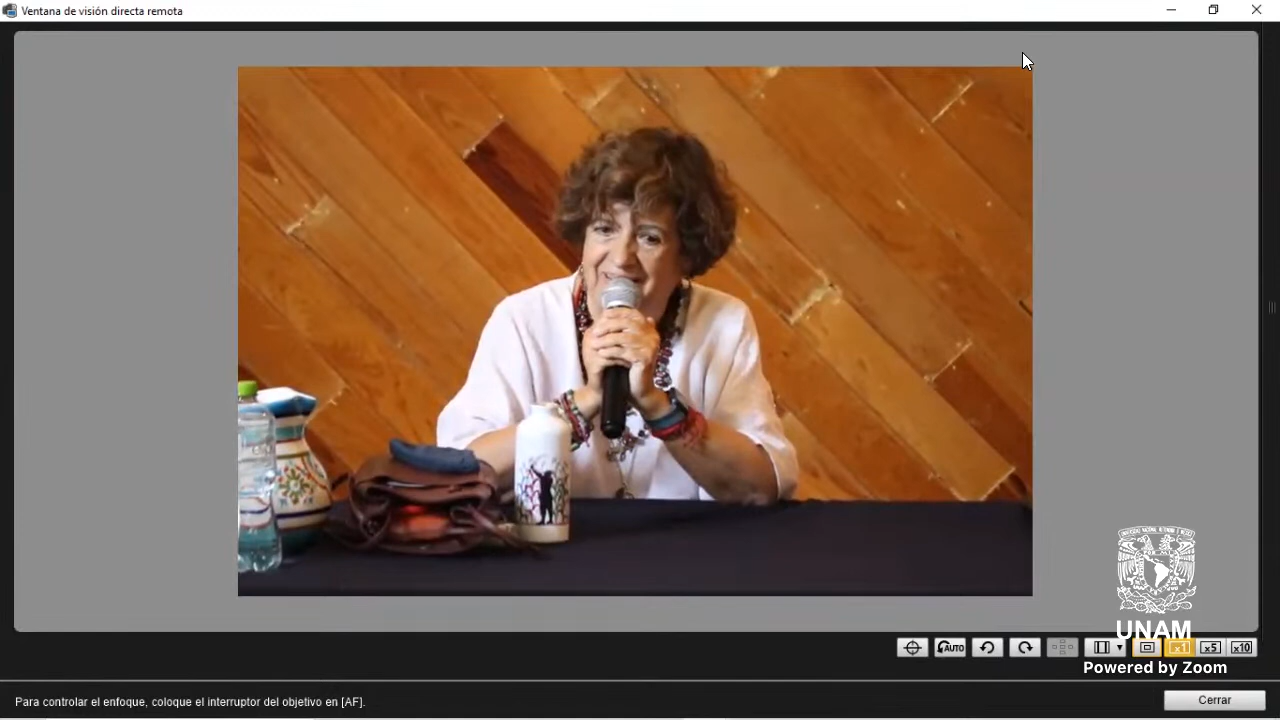 Ventana de visión directa remota
UNAM
AUTO
x1
x5
x10
Powered by Zoom
Para controlar el enfoque, coloque el interruptor del objetivo en [AF].
Cerrar